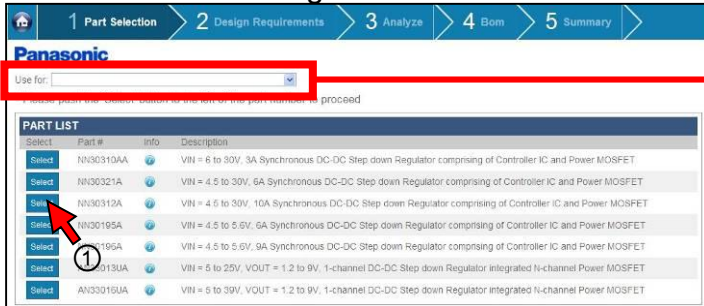 1 Part Selection 2 Design Requirements 3 Analyze 4 Bom 5 Summary
Panasonic
Use for:
Please push the Select button to the left of the part number to proceed
PART LIST
Select Part # Info Description
Select NN30310AA VIN = 6 to 30V, 3A Synchronous DC-DC Step down Regulator comprising of Controller IC and Power MOSFET
Select NN30321A VIN = 4.5 to 30V, 6A Synchronous DC-DC Step down Regulator comprising of Controller IC and Power MOSFET
Select NN30312A VIN = 4.5 to 30V, 10A Synchronous DC-DC Step down Regulator comprising of Controller IC and Power MOSFET
Select NN30195A VIN = 4.5 to 5.6V, 6A Synchronous DC-DC Step down Regulator comprising of Controller IC and Power MOSFET
Select NN30196A VIN = 4.5 to 5.6V, 9A Synchronous DC-DC Step down Regulator comprising of Controller IC and Power MOSFET
①
Select AN33013UA VIN = 5 to 25V, VOUT = 1.2 to 9V, 1-channel DC-DC Step down Regulator integrated N-channel Power MOSFET
Select AN33016UA VIN = 5 to 39V, VOUT = 1.2 to 9V, 1-channel DC-DC Step down Regulator integrated N-channel Power MOSFET